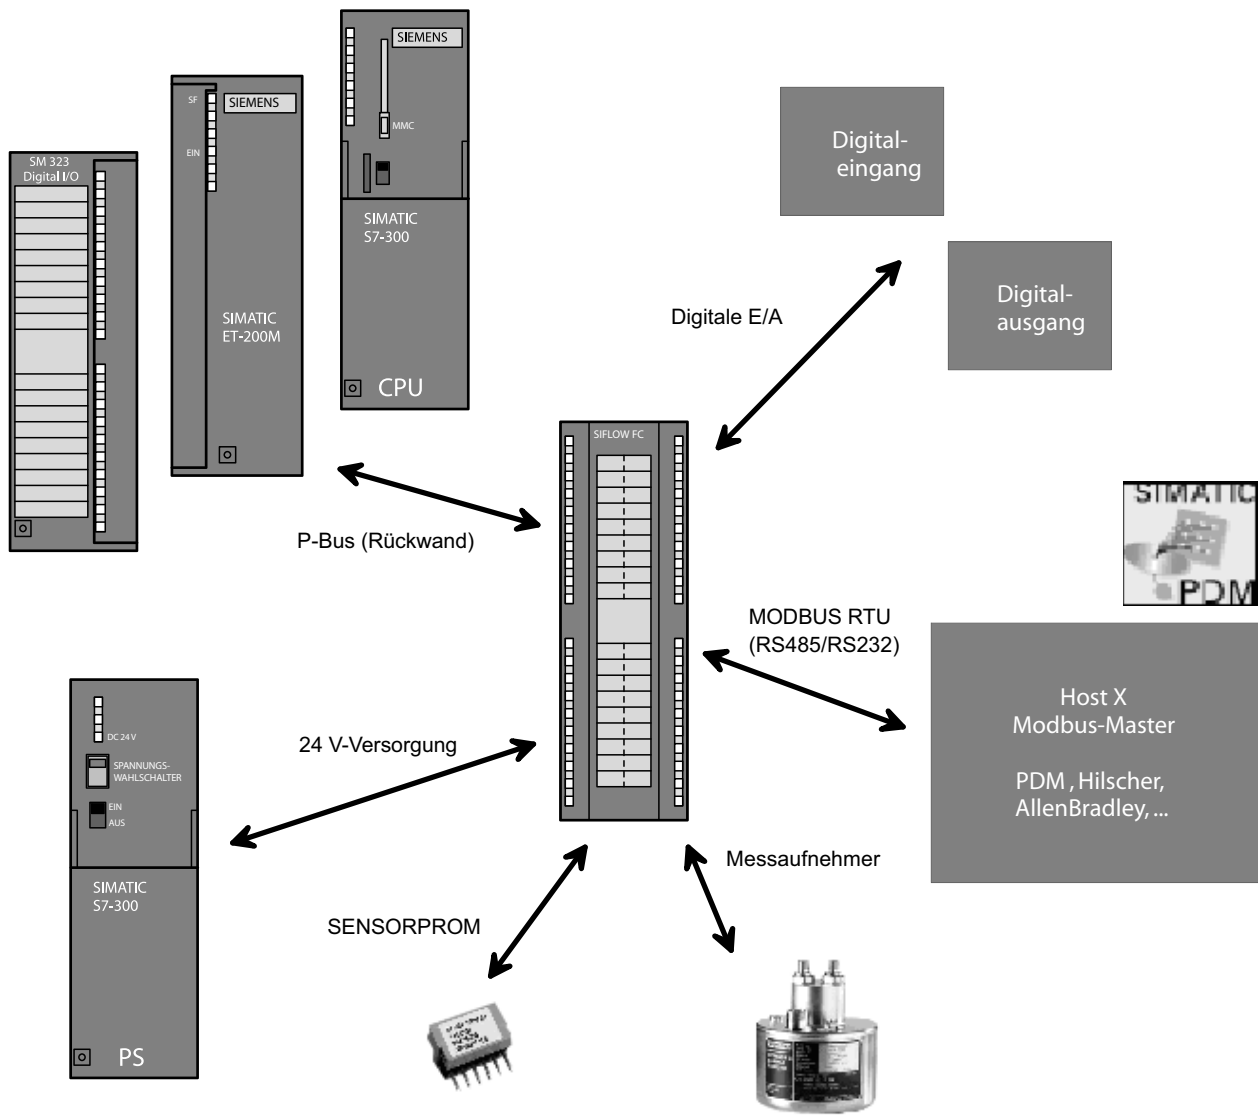 SIEMENS
MMC
SIMATIC
S7-300
CPU
SF
SIEMENS
EIN
SIMATIC
ET-200M
SM 323
Digital I/O
Digital-
eingang
Digital-
ausgang
Digitale E/A
SIFLOW FC
P-Bus (Rückwand)
SIMATIC
PDM
MODBUS RTU
(RS485/RS232)
Host X
Modbus-Master
PDM , Hilscher,
AllenBradley, ...
24 V-Versorgung
DC 24 V
SPANNUNGS-
WAHLSCHALTER
EIN
AUS
SIMATIC
S7-300
PS
Messaufnehmer
SENSORPROM